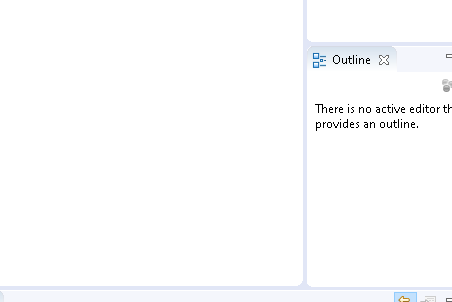 Outline
There is no active editor th
provides an outline.